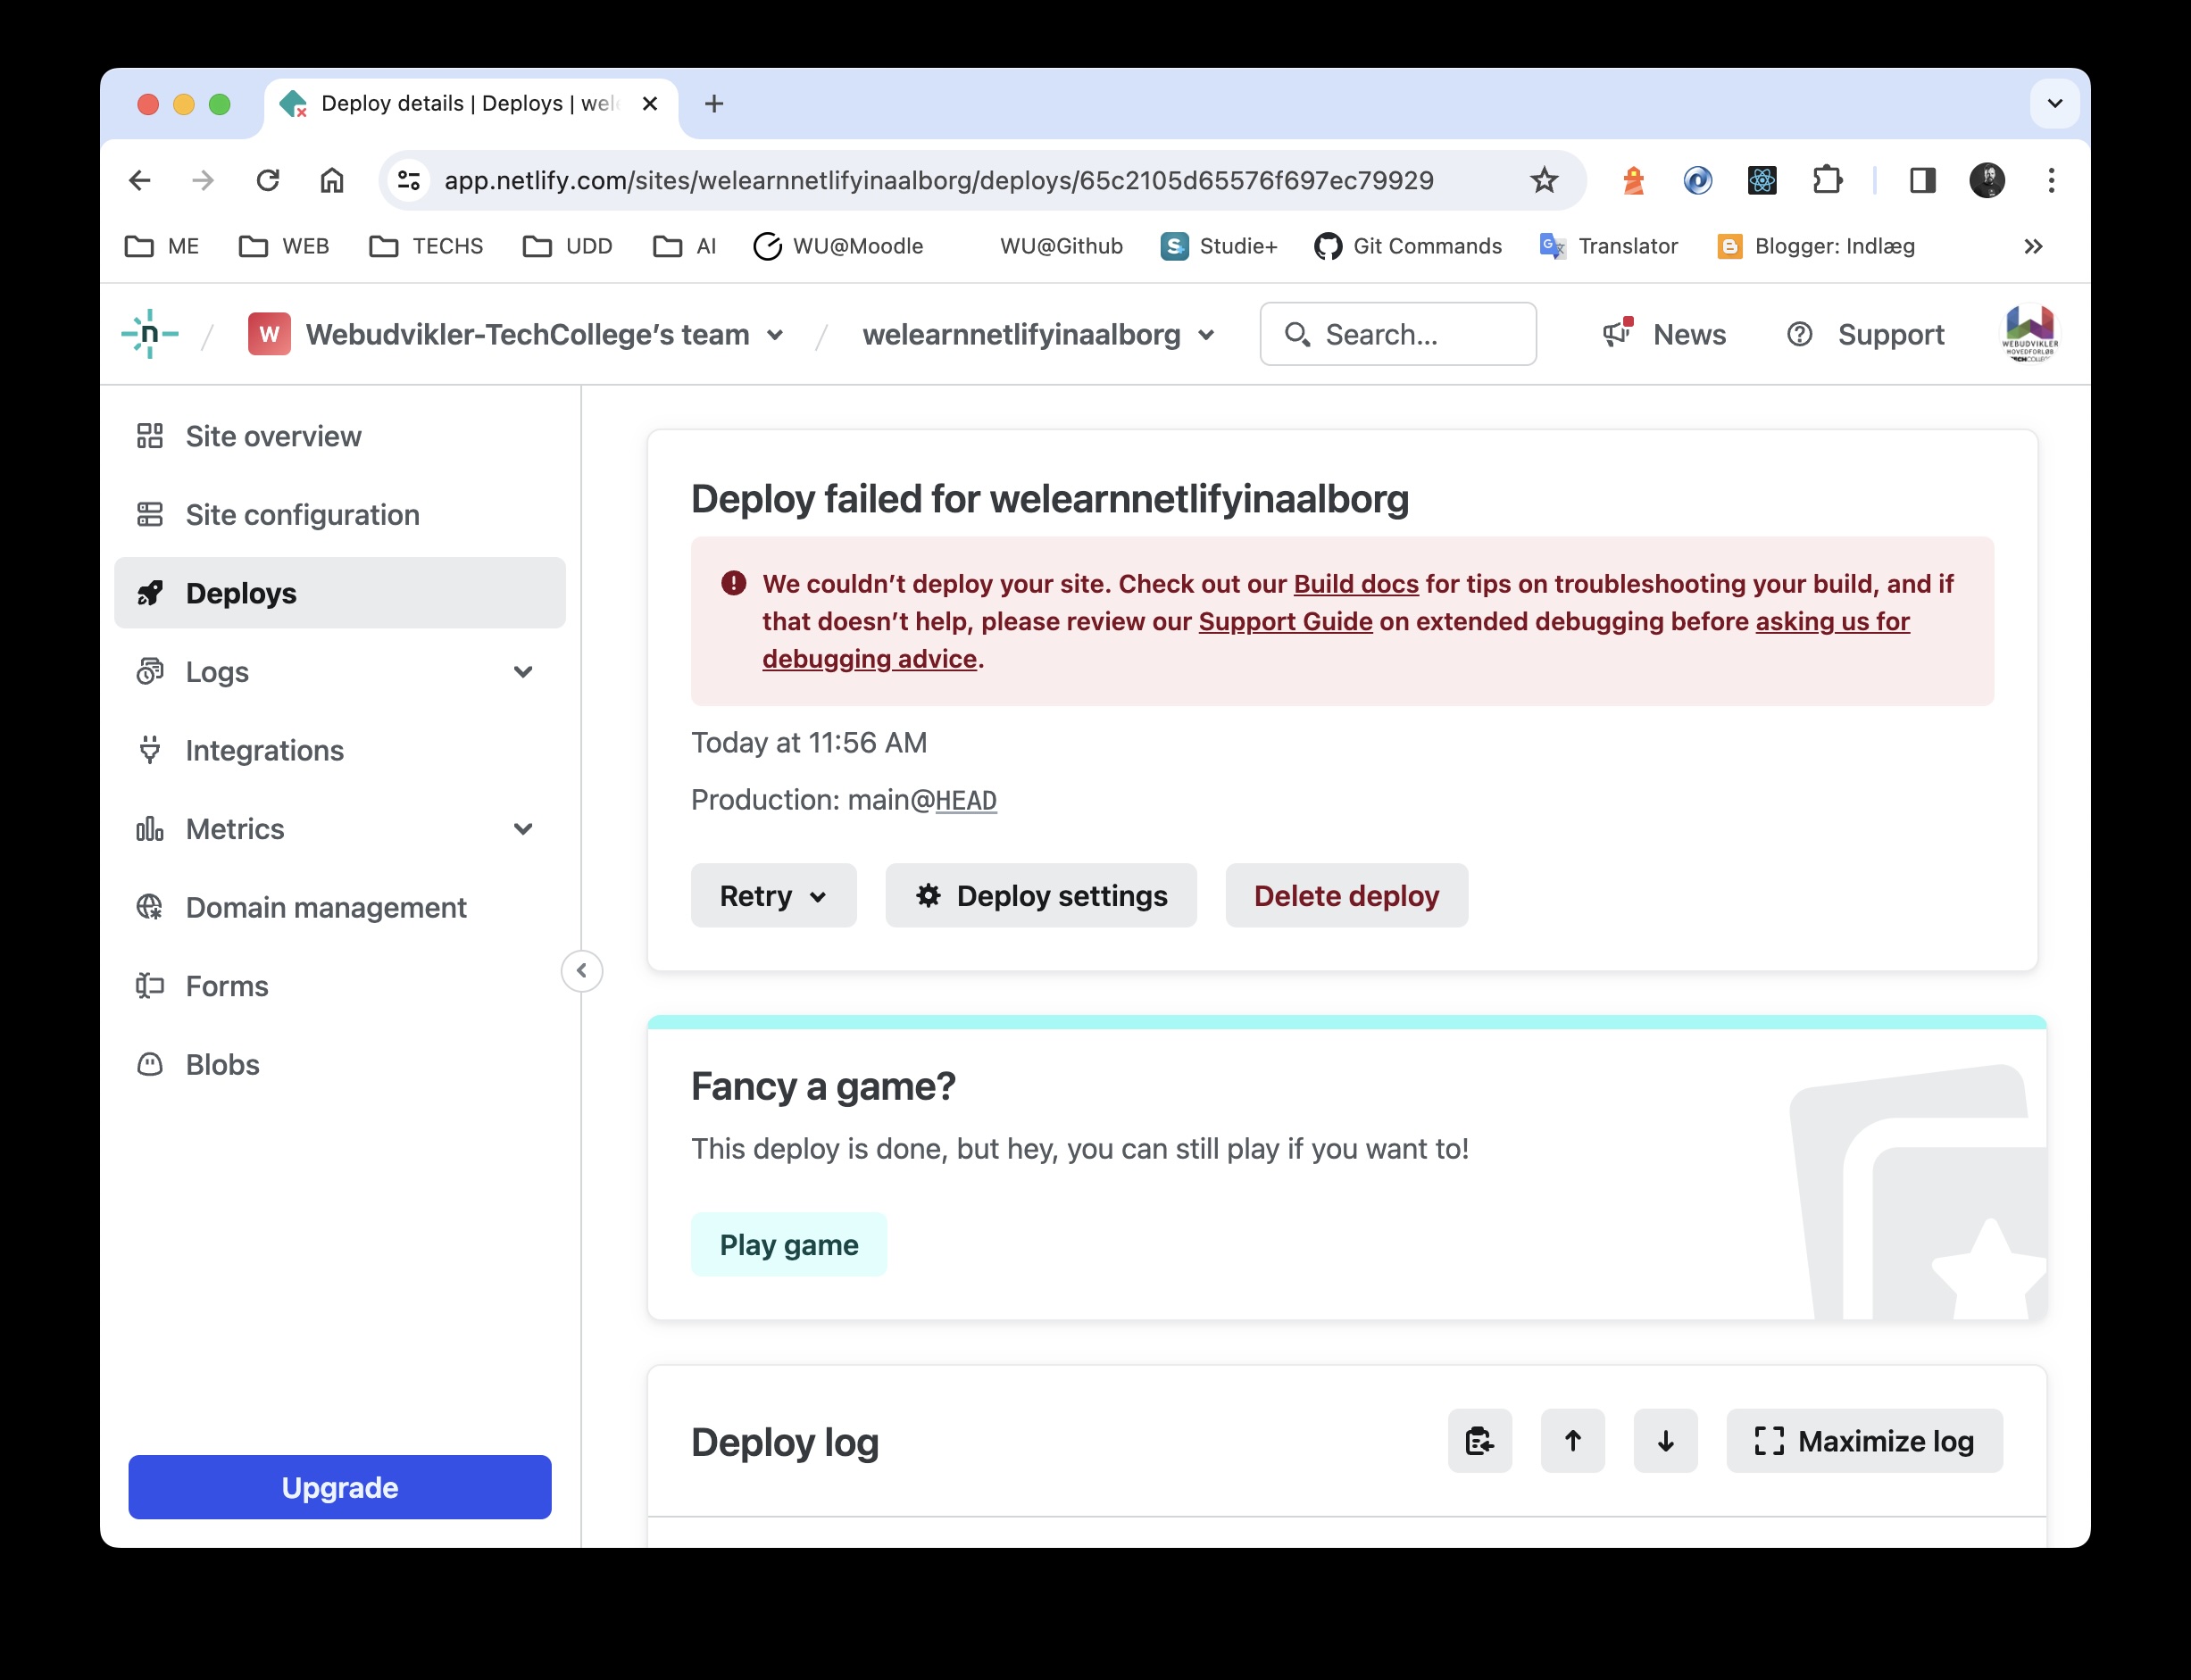 Deploy details | Deploys | wel
app.netlify.com/sites/welearnnetlifyinaalborg/deploys/65c2105d65576f697ec79929
ME WEB TECHS UDD AI WU@Moodle WU@Github S Studie+ Git Commands Translator Blogger: Indlæg
n / W Webudvikler-TechCollege’s team / welearnnetlifyinaalborg Search... News Support
WEBUDVIKLER
HOVEDFORLØB
Site overview
Site configuration
Deploys
Logs
Integrations
Metrics
Domain management
Forms
Blobs
Upgrade
Deploy failed for welearnnetlifyinaalborg
We couldn’t deploy your site. Check out our Build docs for tips on troubleshooting your build, and if
that doesn’t help, please review our Support Guide on extended debugging before asking us for
debugging advice.
Today at 11:56 AM
Production: main@HEAD
Retry Deploy settings Delete deploy
Fancy a game?
This deploy is done, but hey, you can still play if you want to!
Play game
Deploy log Maximize log